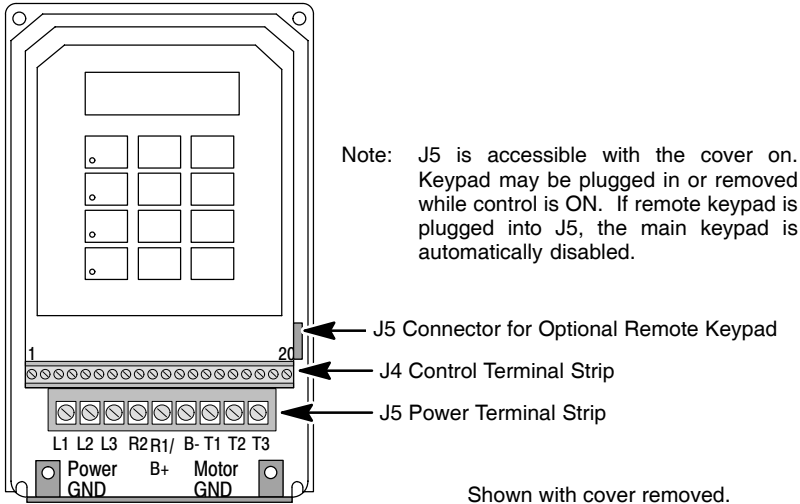 Note: J5 is accessible with the cover on.
Keypad may be plugged in or removed
while control is ON. If remote keypad is
plugged into J5, the main keypad is
automatically disabled.
J5 Connector for Optional Remote Keypad
1 20
J4 Control Terminal Strip
J5 Power Terminal Strip
L1 L2 L3 R2 R1/ B- T1 T2 T3
Power B+ Motor
GND GND
Shown with cover removed.